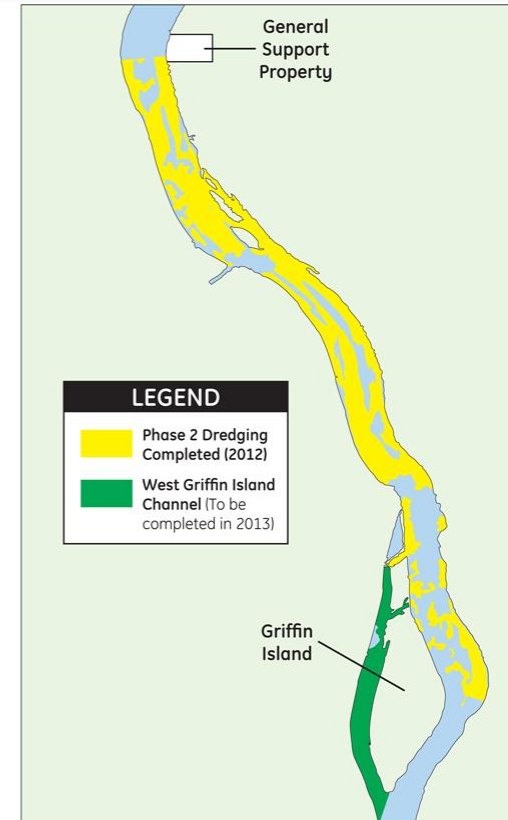 General
Support
Property
LEGEND
Phase 2 Dredging
Completed (2012)
West Griffin Island
Channel (To be
completed in 2013)
Griffin
Island